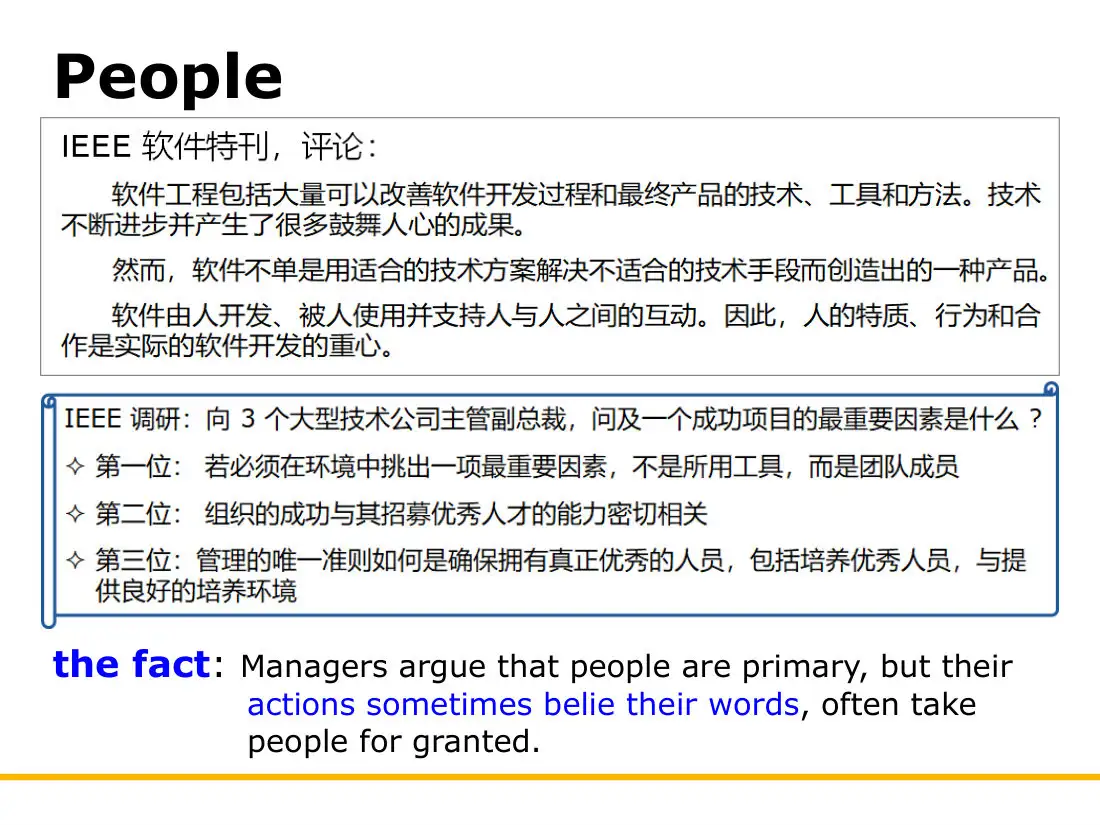 People
IEEE 软件特刊，评论：
软件工程包括大量可以改善软件开发过程和最终产品的技术、工具和方法。技术
不断进步并产生了很多鼓舞人心的成果。
然而，软件不单是用适合的技术方案解决不适合的技术手段而创造出的一种产品。
软件由人开发、被人使用并支持人与人之间的互动。因此，人的特质、行为和合
作是实际的软件开发的重心。
IEEE 调研：向 3 个大型技术公司主管副总裁，问及一个成功项目的最重要因素是什么 ?
✧ 第一位： 若必须在环境中挑出一项最重要因素，不是所用工具，而是团队成员
✧ 第二位： 组织的成功与其招募优秀人才的能力密切相关
✧ 第三位：管理的唯一准则如何是确保拥有真正优秀的人员，包括培养优秀人员，与提
供良好的培养环境
the fact: Managers argue that people are primary, but their
actions sometimes belie their words, often take
people for granted.